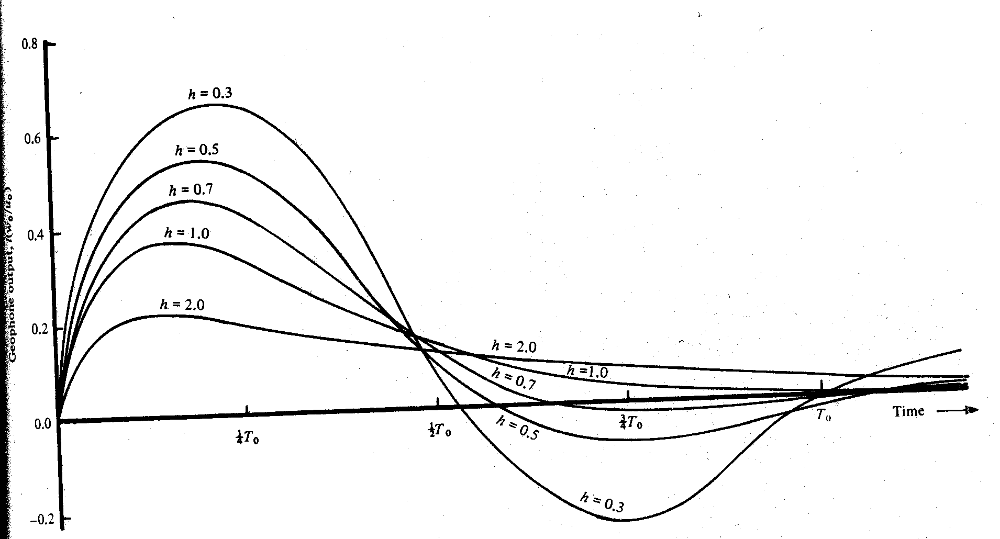 0.8
h = 0.3
0.6
h = 0.5
h = 0.7
0.4
h = 1.0
h = 2.0
0.2
h = 2.0
h =1.0
h = 0.7
0.0
¼T₀
½T₀
¾T₀
T₀
Time
h = 0.5
h = 0.3
–0.2
Geophone output,